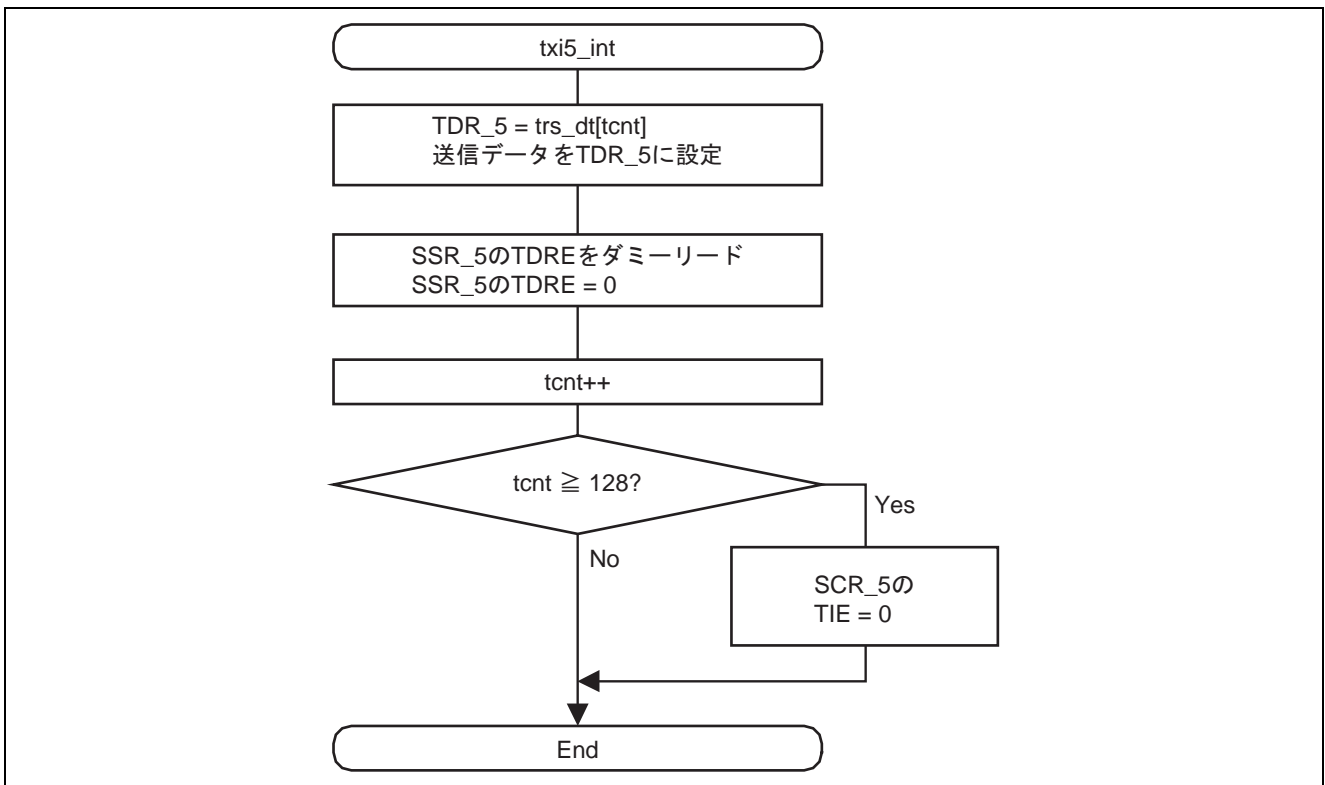 txi5_int
TDR_5 = trs_dt[tcnt]
送信データをTDR_5に設定
SSR_5のTDREをダミーリード
SSR_5のTDRE = 0
tcnt++
tcnt ≧ 128?
Yes
No
SCR_5の
TIE = 0
End